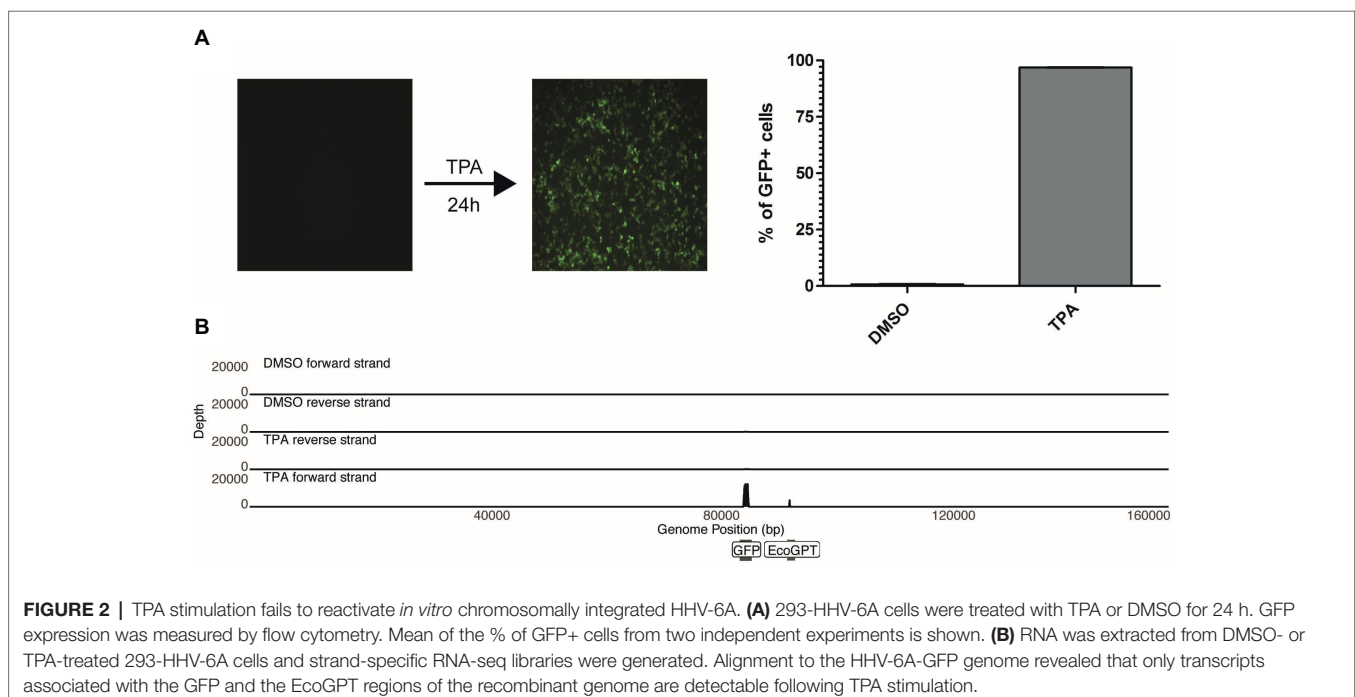 A
TPA
24h
% of GFP+ cells
100
75
50
25
0
DMSO
TPA
B
Depth
20000
DMSO forward strand
0
20000
DMSO reverse strand
0
20000
TPA reverse strand
0
20000
TPA forward strand
0
40000
80000
120000
160000
Genome Position (bp)
GFP
EcoGPT
FIGURE 2 | TPA stimulation fails to reactivate in vitro chromosomally integrated HHV-6A. (A) 293-HHV-6A cells were treated with TPA or DMSO for 24 h. GFP
expression was measured by flow cytometry. Mean of the % of GFP+ cells from two independent experiments is shown. (B) RNA was extracted from DMSO- or
TPA-treated 293-HHV-6A cells and strand-specific RNA-seq libraries were generated. Alignment to the HHV-6A-GFP genome revealed that only transcripts
associated with the GFP and the EcoGPT regions of the recombinant genome are detectable following TPA stimulation.